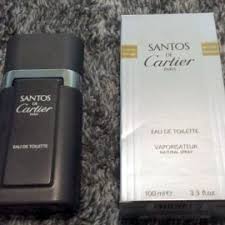 SANTOS
DE
Cartier
PARIS
EAU DE TOILETTE
SANTOS
DE
Cartier
PARIS
EAU DE TOILETTE
VAPORISATEUR
NATURAL SPRAY
100 ml e 3.3 fl.oz